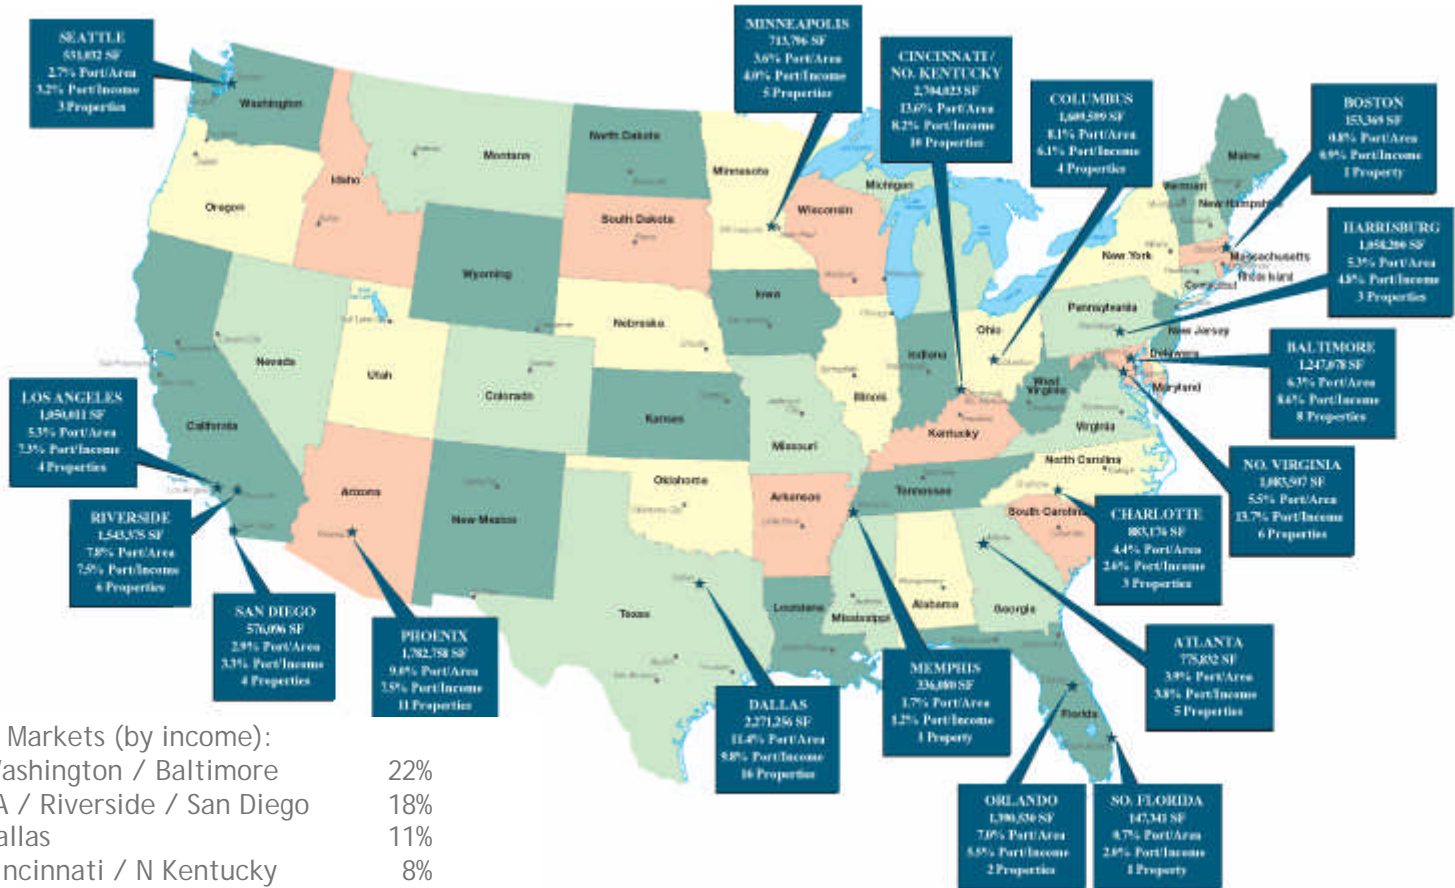 SEATTLE
531,032 SF
2.7% Port/Area
3.2% Port/Income
3 Properties
MINNEAPOLIS
713,796 SF
3.6% Port/Area
4.0% Port/Income
5 Properties
CINCINNATI /
NO. KENTUCKY
2,704,023 SF
13.6% Port/Area
8.2% Port/Income
10 Properties
COLUMBUS
1,609,509 SF
8.1% Port/Area
6.1% Port/Income
4 Properties
BOSTON
153,369 SF
0.8% Port/Area
0.9% Port/Income
1 Property
HARRISBURG
1,058,200 SF
5.3% Port/Area
4.8% Port/Income
3 Properties
BALTIMORE
1,247,078 SF
6.3% Port/Area
8.6% Port/Income
8 Properties
NO. VIRGINIA
1,083,507 SF
5.5% Port/Area
13.7% Port/Income
6 Properties
CHARLOTTE
883,176 SF
4.4% Port/Area
2.6% Port/Income
3 Properties
ATLANTA
775,832 SF
3.9% Port/Area
3.8% Port/Income
5 Properties
LOS ANGELES
1,050,011 SF
5.3% Port/Area
7.3% Port/Income
4 Properties
RIVERSIDE
1,543,375 SF
7.8% Port/Area
7.5% Port/Income
6 Properties
SAN DIEGO
576,096 SF
2.9% Port/Area
3.3% Port/Income
4 Properties
PHOENIX
1,782,758 SF
9.0% Port/Area
7.5% Port/Income
11 Properties
DALLAS
2,271,256 SF
11.4% Port/Area
9.8% Port/Income
16 Properties
MEMPHIS
336,080 SF
1.7% Port/Area
1.2% Port/Income
1 Property
ORLANDO
1,390,530 SF
7.0% Port/Area
5.5% Port/Income
2 Properties
SO. FLORIDA
147,341 SF
0.7% Port/Area
2.0% Port/Income
1 Property
Washington
Oregon
Idaho
Montana
North Dakota
South Dakota
Wyoming
Minnesota
Wisconsin
Michigan
Iowa
Nebraska
Nevada
Utah
Colorado
California
Kansas
Missouri
Illinois
Indiana
Ohio
Kentucky
West
Virginia
Virginia
Pennsylvania
New York
Vermont
New Hampshire
Maine
Massachusetts
Rhode Island
Connecticut
New Jersey
Delaware
Maryland
North Carolina
South Carolina
Tennessee
Arkansas
Oklahoma
Arizona
New Mexico
Texas
Louisiana
Mississippi
Alabama
Georgia
Florida
Markets (by income):
Washington / Baltimore 22%
A / Riverside / San Diego 18%
allas 11%
incinnati / N Kentucky 8%